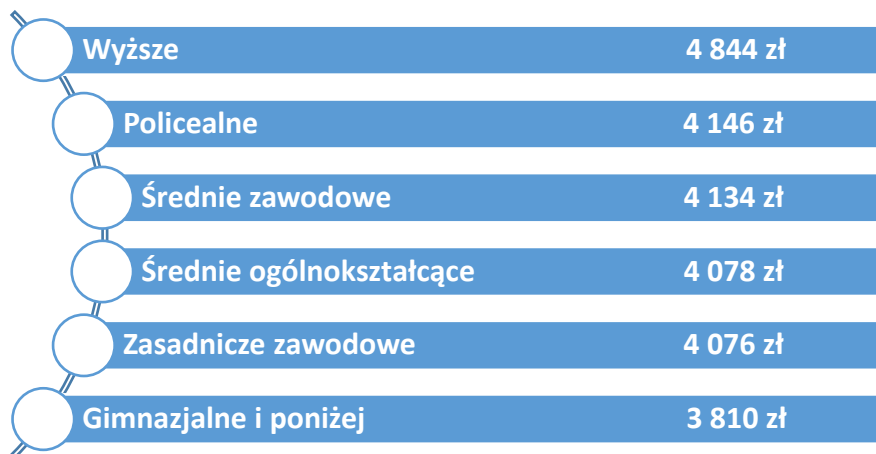 Wyższe 4 844 zł
Policealne 4 146 zł
Średnie zawodowe 4 134 zł
Średnie ogólnokształcące 4 078 zł
Zasadnicze zawodowe 4 076 zł
Gimnazjalne i poniżej 3 810 zł